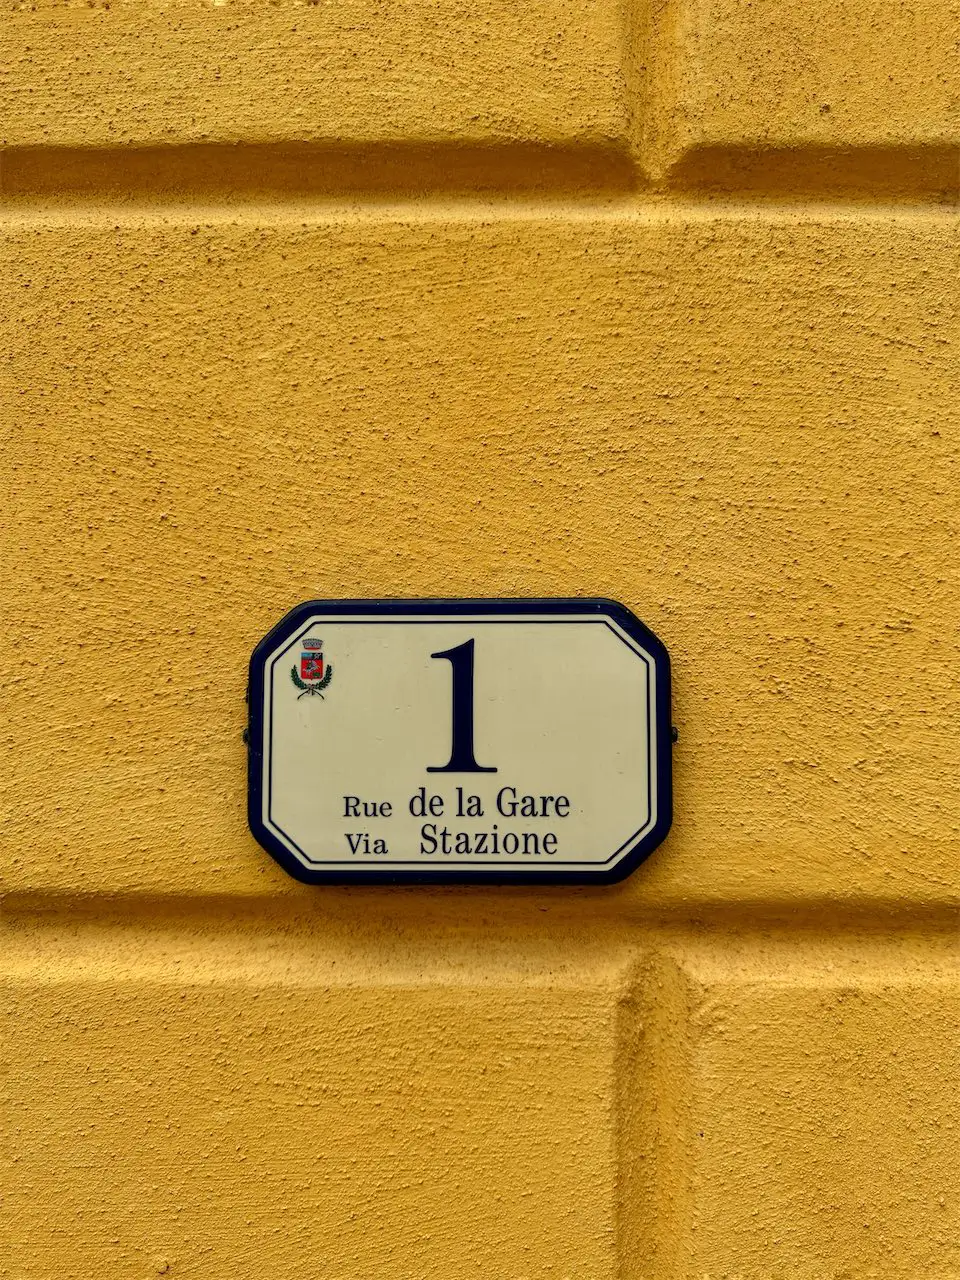 1
Rue de la Gare
Via Stazione